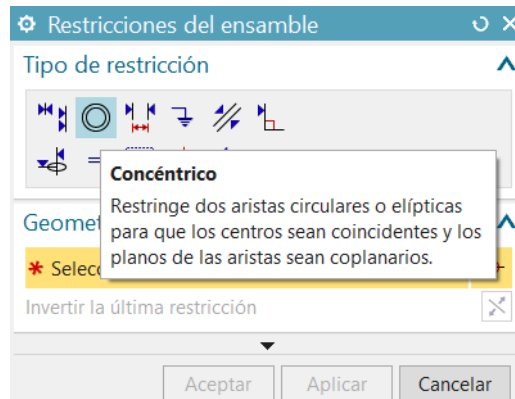 Restricciones del ensamble
Tipo de restricción
Concéntrico
Restringe dos aristas circulares o elípticas
para que los centros sean coincidentes y los
planos de las aristas sean coplanarios.
Geomet
* Selecc
Invertir la última restricción
Aceptar Aplicar Cancelar